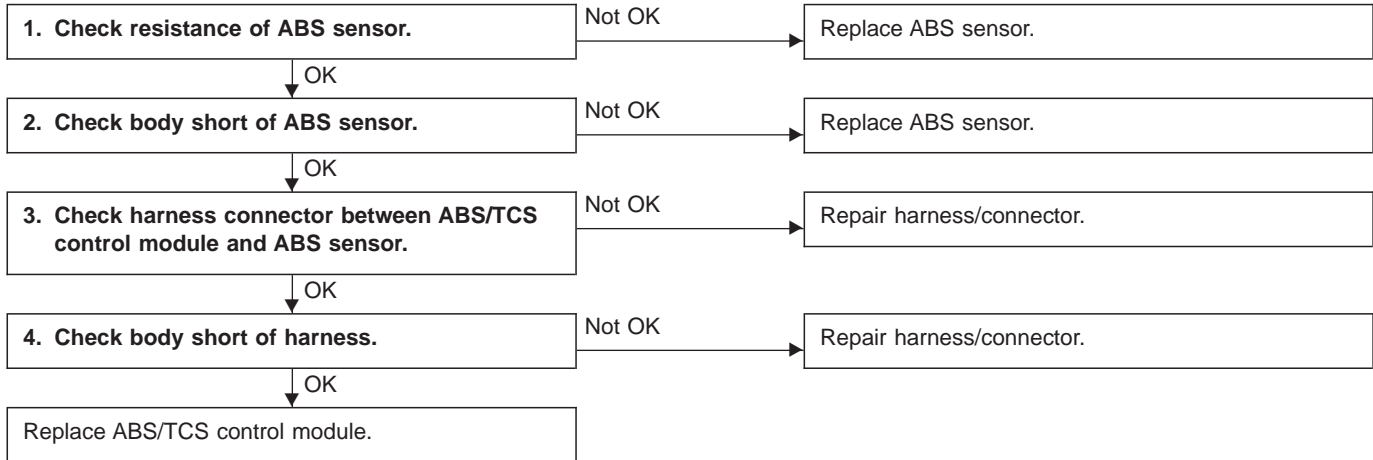 1. Check resistance of ABS sensor.
Not OK
Replace ABS sensor.
OK
2. Check body short of ABS sensor.
Not OK
Replace ABS sensor.
OK
3. Check harness connector between ABS/TCS
control module and ABS sensor.
Not OK
Repair harness/connector.
OK
4. Check body short of harness.
Not OK
Repair harness/connector.
OK
Replace ABS/TCS control module.